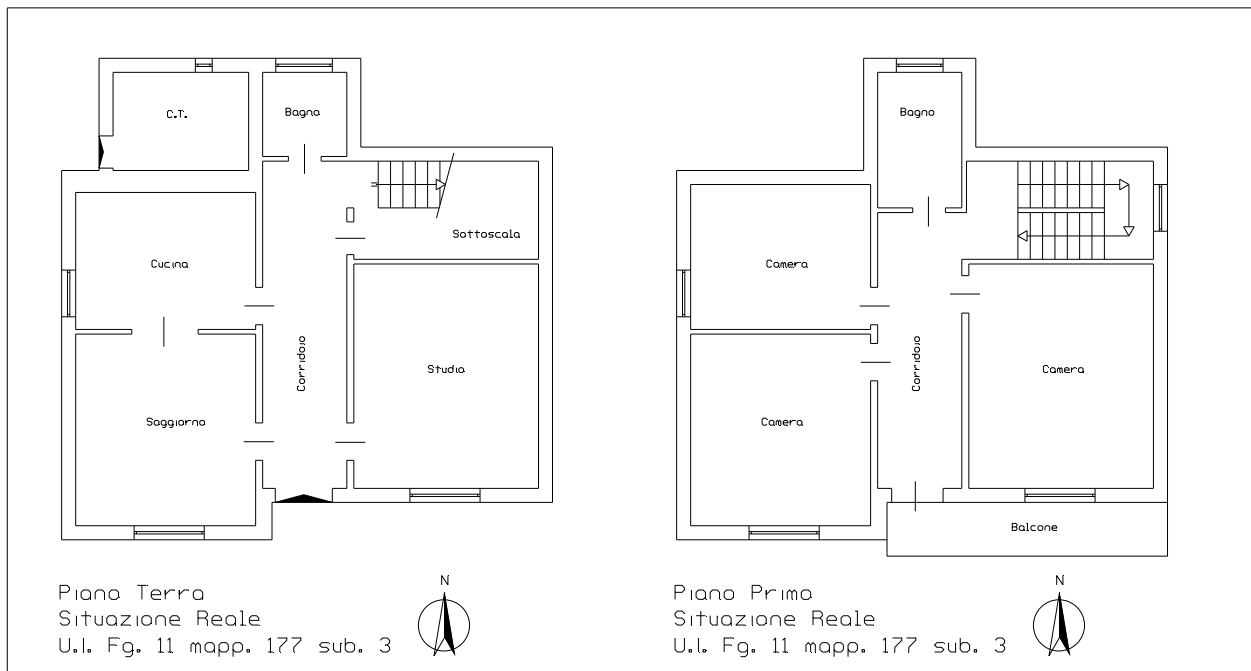 C.T.
Bagno
Cucina
Sottoscala
Corridoio
Studio
Soggiorno
Piano Terra
Situazione Reale
U.I. Fg. 11 mapp. 177 sub. 3
N
Bagno
Camera
Corridoio
Camera
Camera
Balcone
Piano Primo
Situazione Reale
U.I. Fg. 11 mapp. 177 sub. 3
N